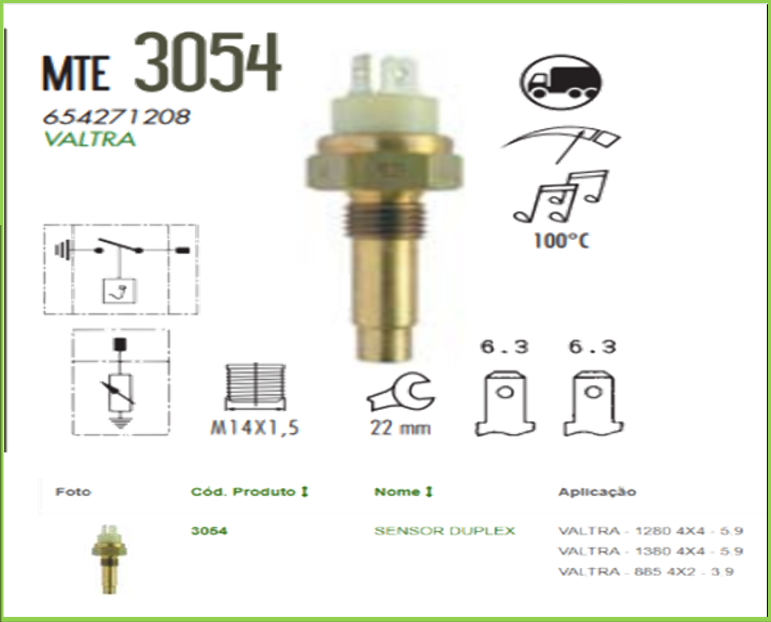 MTE 3054
654271208
VALTRA
100°C
6.3 6.3
M14X1,5
22 mm
Foto Cód. Produto Nome Aplicação
3054 SENSOR DUPLEX VALTRA - 1280 4X4 - 5.9
VALTRA - 1380 4X4 - 5.9
VALTRA - 885 4X2 - 3.9